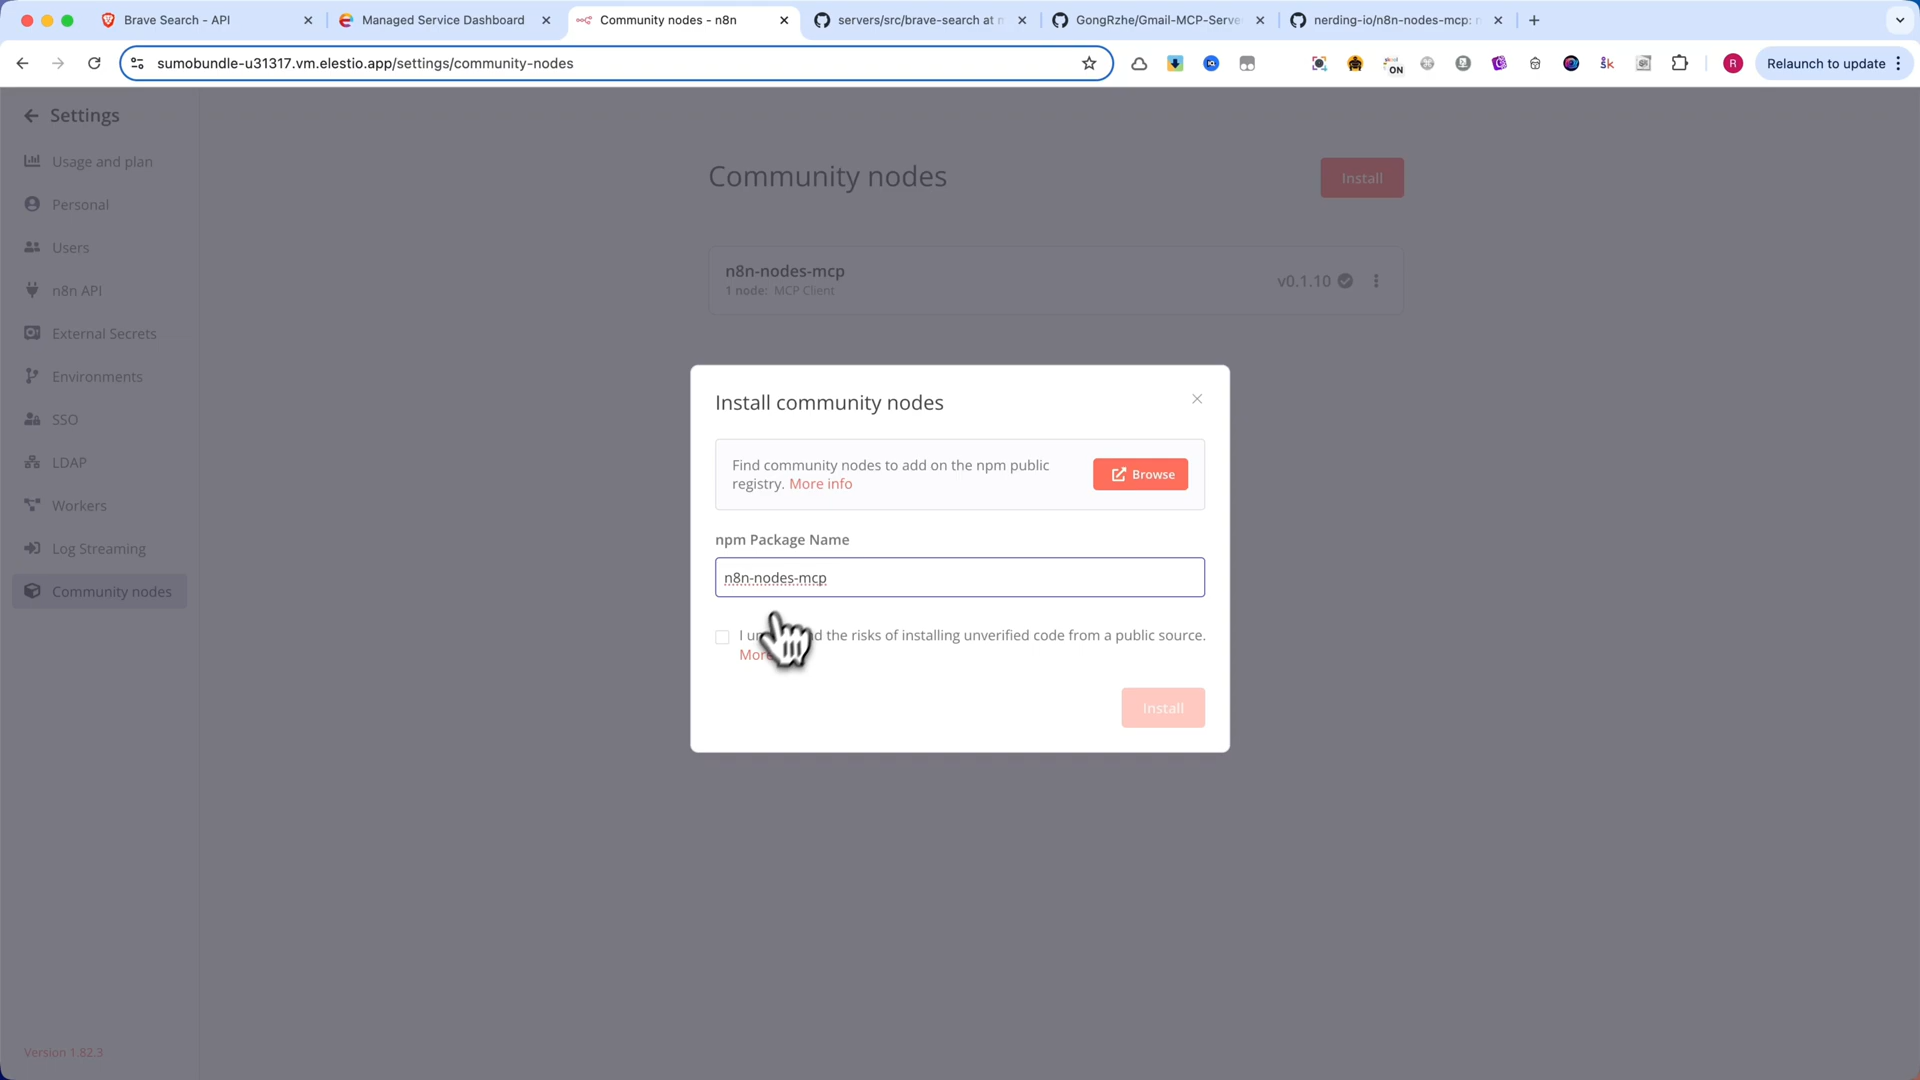 Brave Search - API
Managed Service Dashboard
Community nodes - n8n
servers/src/brave-search at
GongRzhe/Gmail-MCP-Serve
nerding-io/n8n-nodes-mcp:
sumobundle-u31317.vm.elestio.app/settings/community-nodes
ON
R
Relaunch to update
Settings
Usage and plan
Personal
Users
n8n API
External Secrets
Environments
SSO
LDAP
Workers
Log Streaming
Community nodes
Version 1.82.3
Community nodes
Install
n8n-nodes-mcp
1 node: MCP Client
v0.1.10
Install community nodes
Find community nodes to add on the npm public
registry. More info
Browse
npm Package Name
n8n-nodes-mcp
I the risks of installing unverified code from a public source.
More
Install